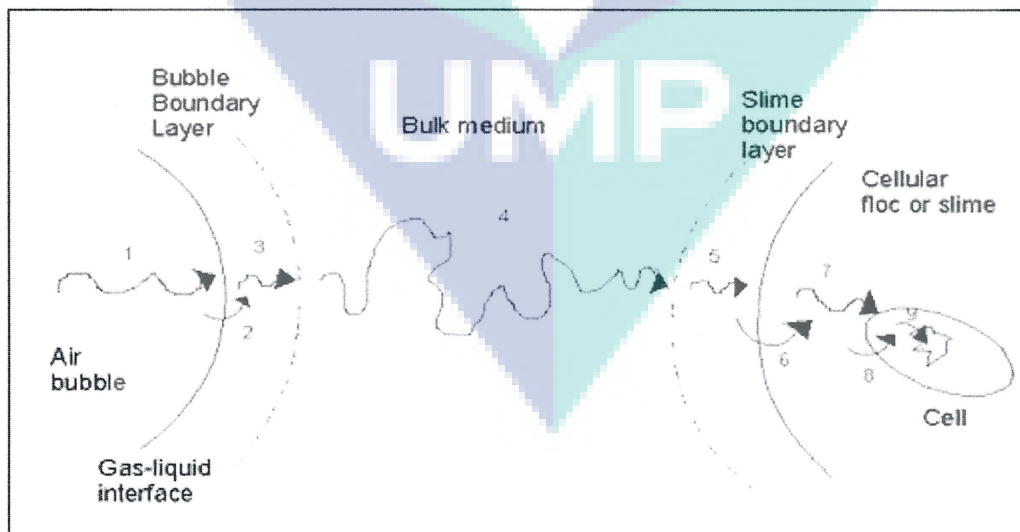 UMP
Bubble
Boundary
Layer
Bulk medium
Slime
boundary
layer
Cellular
floc or slime
1
2
3
4
5
6
7
8
9
Air
bubble
Gas-liquid
interface
Cell